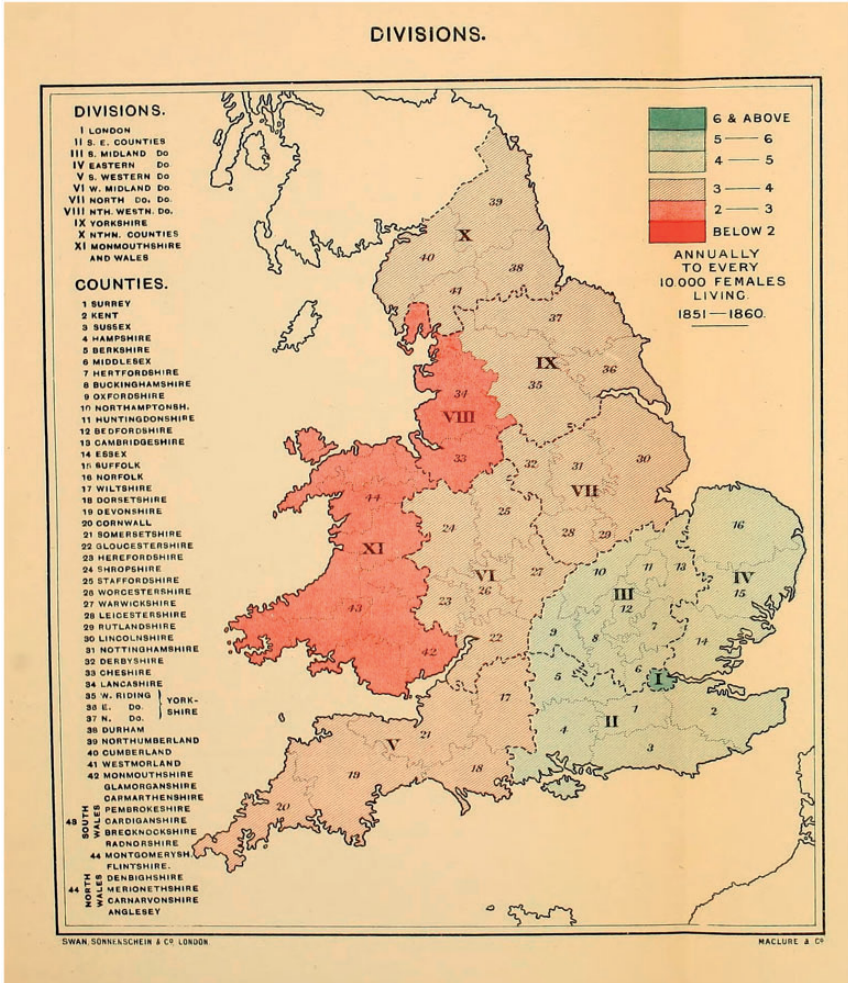 DIVISIONS.
DIVISIONS.
I LONDON
II S. E. COUNTIES
III S. MIDLAND DO
IV EASTERN DO
V S. WESTERN DO
VI W. MIDLAND DO.
VII NORTH DO. DO.
VIII NTH. WESTN. DO.
IX YORKSHIRE
X NTHN. COUNTIES
XI MONMOUTHSHIRE
AND WALES
COUNTIES.
1 SURREY
2 KENT
3 SUSSEX
4 HAMPSHIRE
5 BERKSHIRE
6 MIDDLESEX
7 HERTFORDSHIRE
8 BUCKINGHAMSHIRE
9 OXFORDSHIRE
10 NORTHAMPTONSH.
11 HUNTINGDONSHIRE
12 BEDFORDSHIRE
13 CAMBRIDGESHIRE
14 ESSEX
15 SUFFOLK
16 NORFOLK
17 WILTSHIRE
18 DORSETSHIRE
19 DEVONSHIRE
20 CORNWALL
21 SOMERSETSHIRE
22 GLOUCESTERSHIRE
23 HEREFORDSHIRE
24 SHROPSHIRE
25 STAFFORDSHIRE
26 WORCESTERSHIRE
27 WARWICKSHIRE
28 LEICESTERSHIRE
29 RUTLANDSHIRE
30 LINCOLNSHIRE
31 NOTTINGHAMSHIRE
32 DERBYSHIRE
33 CHESHIRE
34 LANCASHIRE
35 W. RIDING
36 E. DO.
37 N. DO.
YORK-
SHIRE
38 DURHAM
39 NORTHUMBERLAND
40 CUMBERLAND
41 WESTMORLAND
42 MONMOUTHSHIRE
GLAMORGANSHIRE
CARMARTHENSHIRE
PEMBROKESHIRE
43 SOUTH WALES CARDIGANSHIRE
BRECKNOCKSHIRE
RADNORSHIRE
44 MONTGOMERYSH.
FLINTSHIRE.
DENBIGHSHIRE
44 NORTH WALES MERIONETHSHIRE
CARNARVONSHIRE
ANGLESEY
6 & ABOVE
5 — 6
4 — 5
3 — 4
2 — 3
BELOW 2
ANNUALLY
TO EVERY
10.000 FEMALES
LIVING.
1851—1860.
39
X
40
38
41
37
IX
36
35
34
VIII
33
32
31
30
VII
44
25
24
28
29
16
XI
10
11
13
IV
VI
27
III
15
26
12
43
23
7
9
8
14
22
42
6
I
5
17
1
2
II
21
4
V
3
19
18
20
SWAN, SONNENSCHEIN & CO. LONDON.
MACLURE & CO